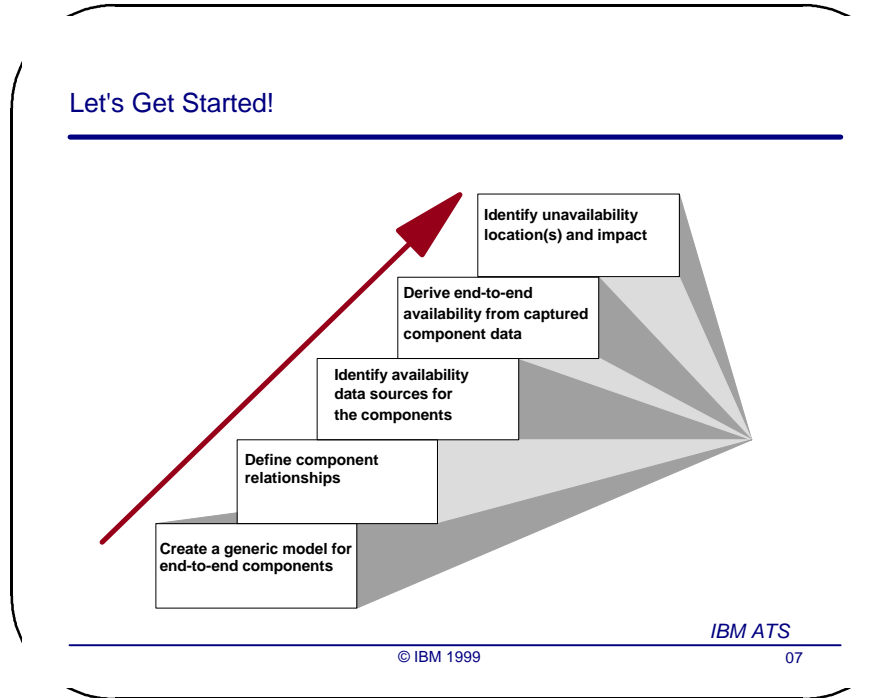 Let's Get Started!
Identify unavailability
location(s) and impact
Derive end-to-end
availability from captured
component data
Identify availability
data sources for
the components
Define component
relationships
Create a generic model for
end-to-end components
IBM ATS
© IBM 1999
07